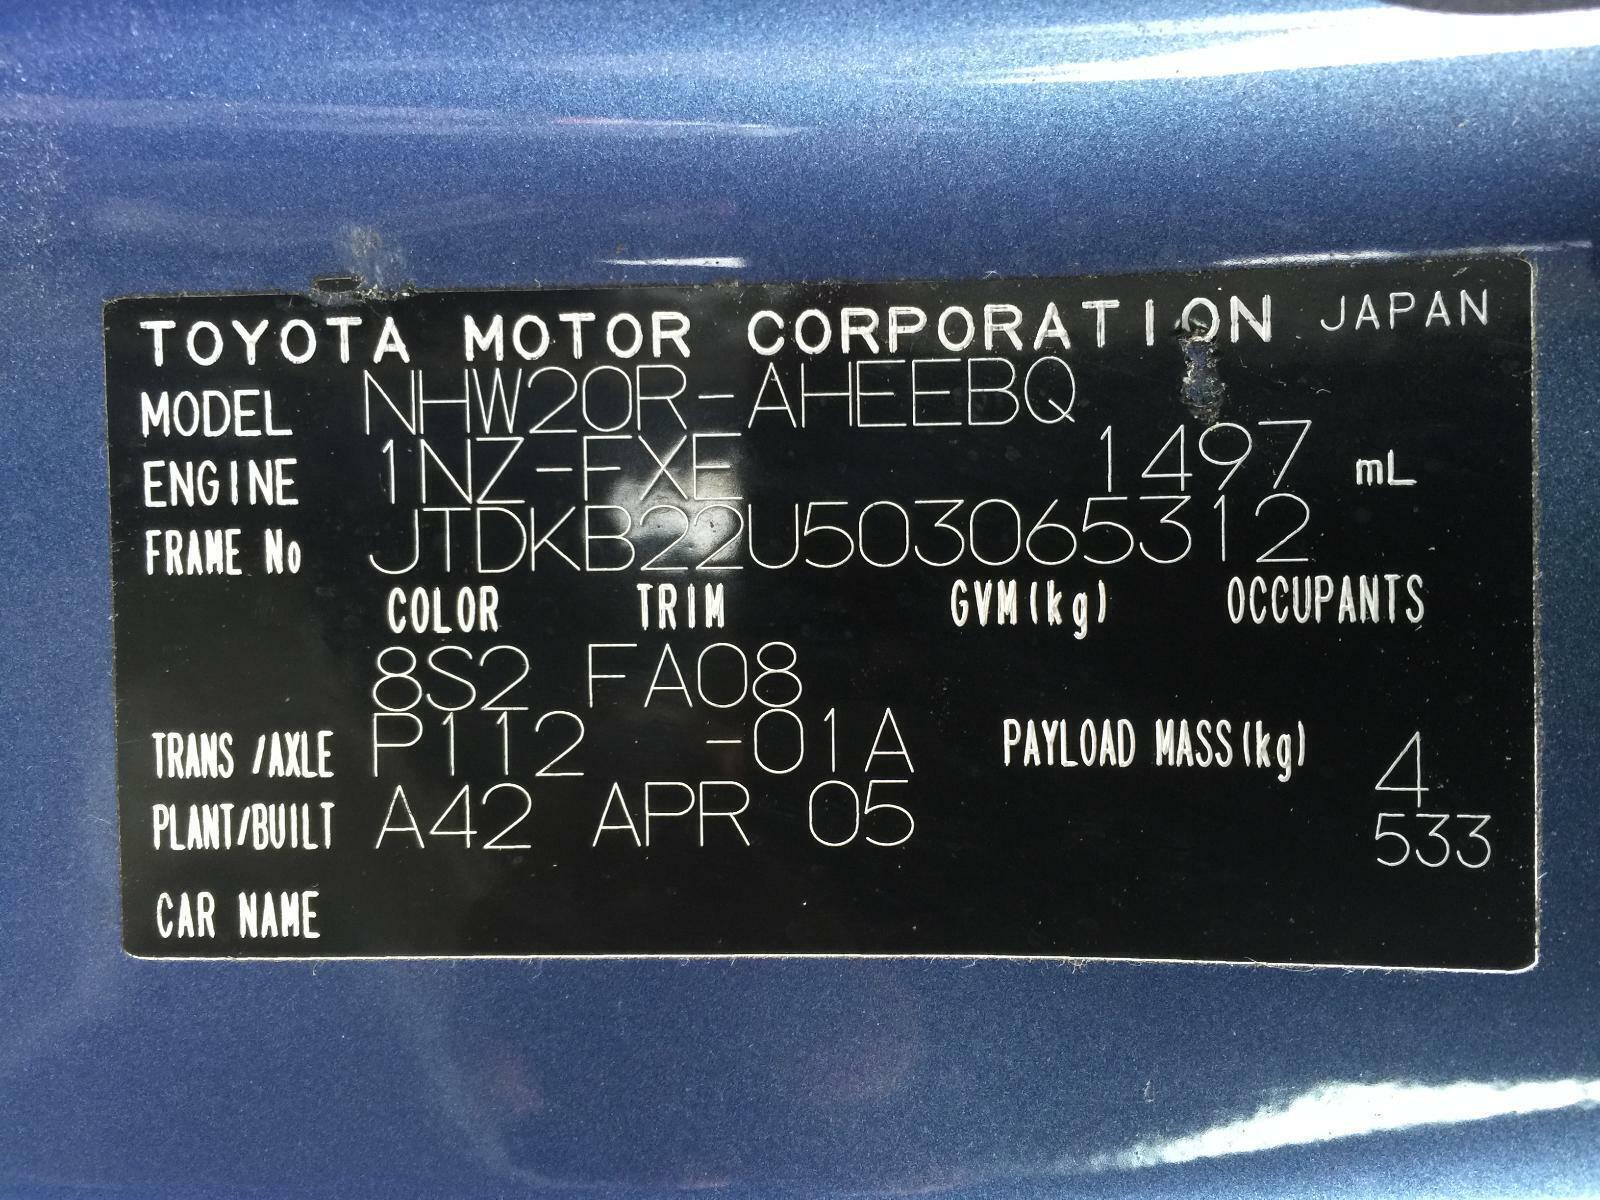 TOYOTA MOTOR CORPORATION JAPAN
MODEL NHW20R-AHEEBQ
ENGINE 1NZ-FXE 1497 mL
FRAME No JTDKB22U503065312
COLOR TRIM GVM(kg) OCCUPANTS
8S2 FA08
TRANS/AXLE P112 -01A PAYLOAD MASS(kg) 4
PLANT/BUILT A42 APR 05 533
CAR NAME